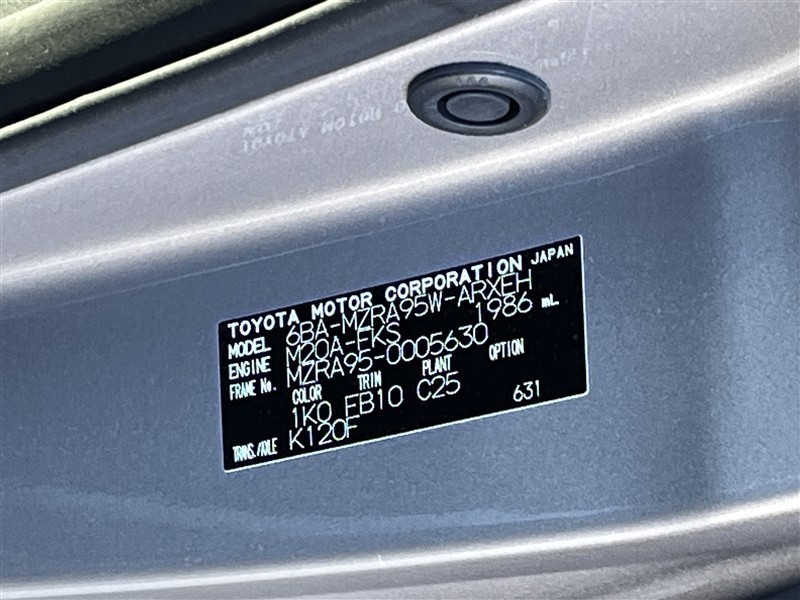 TOYOTA MOTOR CORPORATION JAPAN
MODEL 6BA-MZRA95W-ARXEH
ENGINE M20A-FKS 1986 mL
FRAME No. MZRA95-0005630
COLOR TRIM PLANT OPTION
1K0 FB10 C25
TRANS./AXLE K120F 631